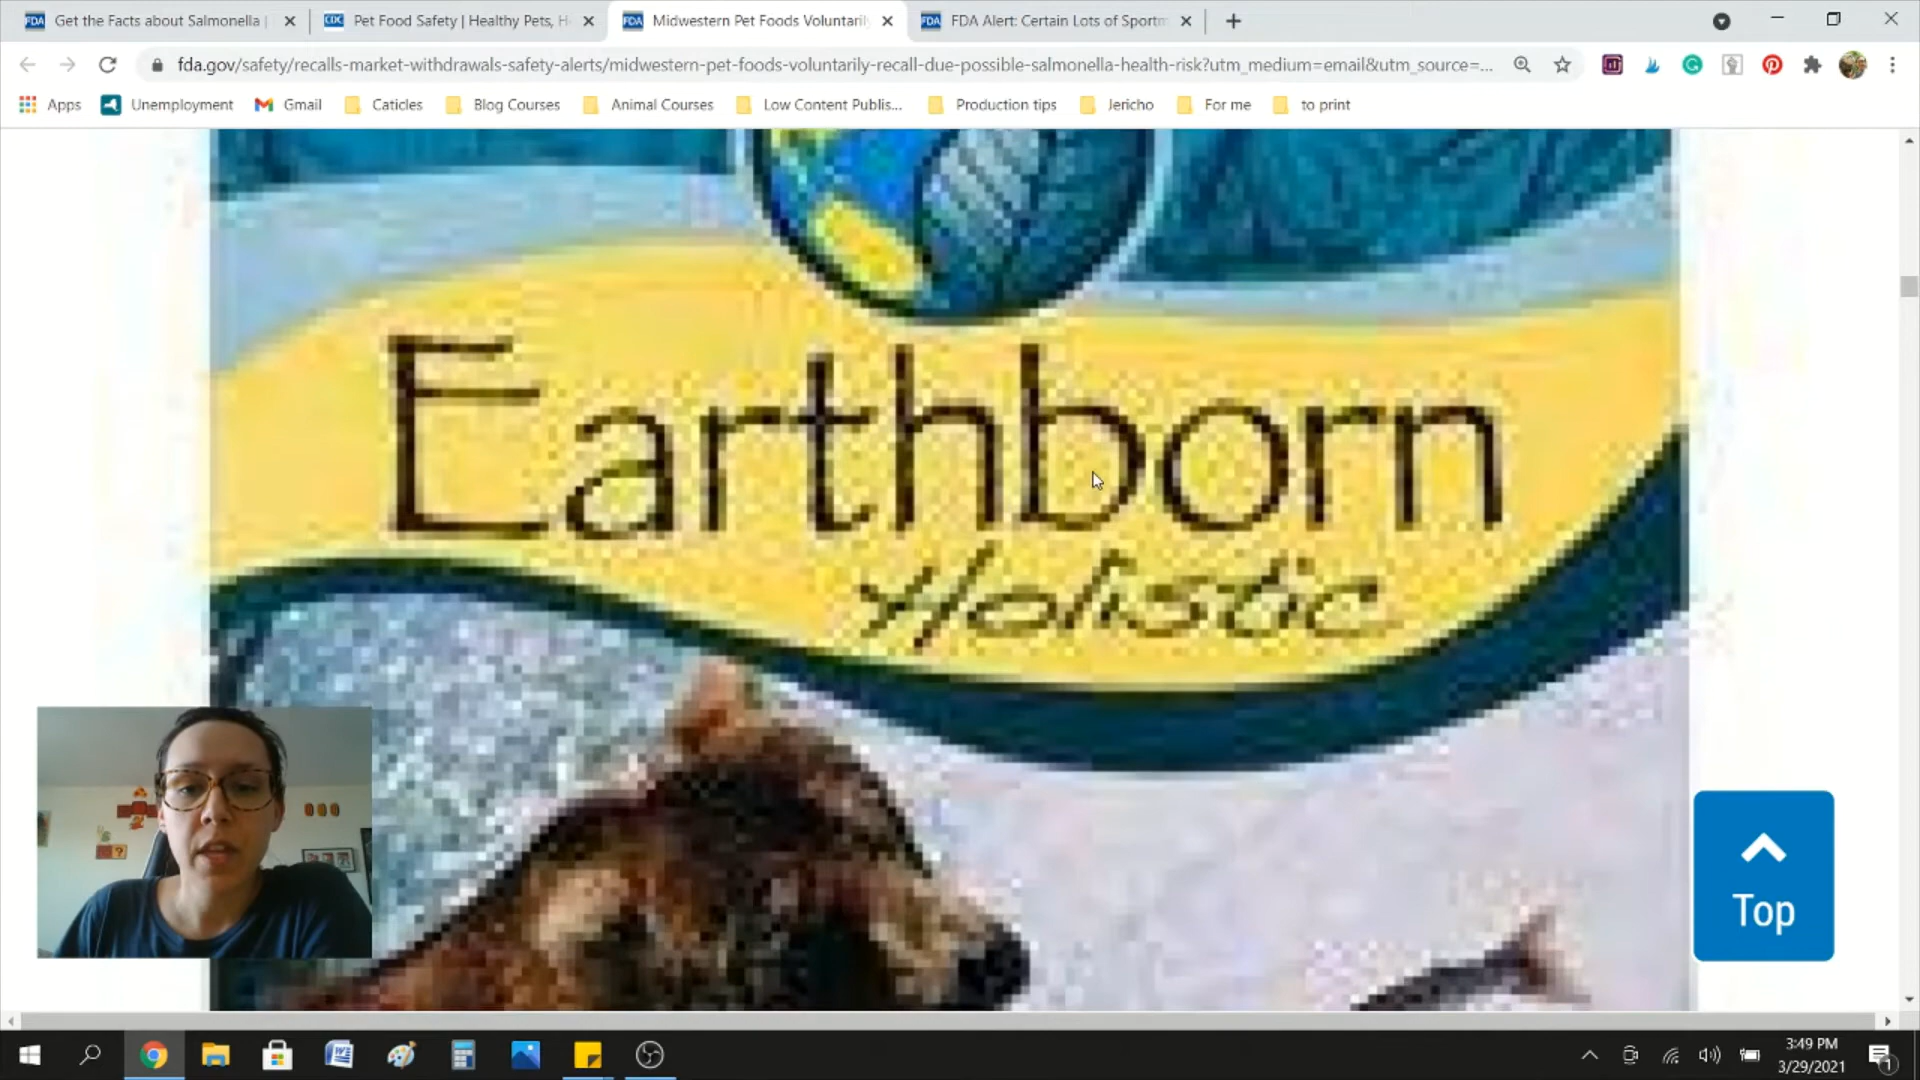 Get the Facts about Salmonella |
Pet Food Safety | Healthy Pets, H
Midwestern Pet Foods Voluntaril
FDA Alert: Certain Lots of Sportm
fda.gov/safety/recalls-market-withdrawals-safety-alerts/midwestern-pet-foods-voluntarily-recall-due-possible-salmonella-health-risk?utm_medium=email&utm_source=...
Apps
Unemployment
Gmail
Caticles
Blog Courses
Animal Courses
Low Content Publis...
Production tips
Jericho
For me
to print
Earthborn
Holistic
Top
3:49 PM
3/29/2021
1